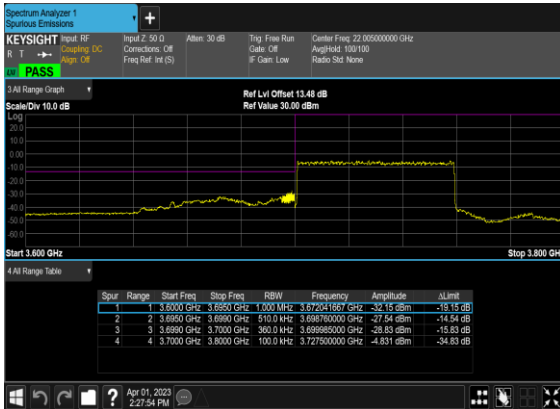 Spectrum Analyzer 1
Spurious Emissions
+
KEYSIGHT Input: RF Input Z: 50 Ω Atten: 30 dB Trig: Free Run Center Freq: 22.005000000 GHz
R T Coupling: DC Corrections: Off Gate: Off Avg|Hold: 100/100
Align: Off Freq Ref: Int (S) IF Gain: Low Radio Std: None
PASS
3 All Range Graph
Ref Lvl Offset 13.48 dB
Scale/Div 10.0 dB Ref Value 30.00 dBm
Log
20.0
10.0
0.00
-10.0
-20.0
-30.0
-40.0
-50.0
-60.0
Start 3.600 GHz Stop 3.800 GH
4 All Range Table
Spur Range Start Freq Stop Freq RBW Frequency Amplitude ΔLimit
1 1 3.6000 GHz 3.6950 GHz 1.000 MHz 3.672041667 GHz -32.15 dBm -19.15 dB
2 2 3.6950 GHz 3.6990 GHz 510.0 kHz 3.698760000 GHz -27.54 dBm -14.54 dB
3 3 3.6990 GHz 3.7000 GHz 360.0 kHz 3.699985000 GHz -28.83 dBm -15.83 dB
4 4 3.7000 GHz 3.8000 GHz 100.0 kHz 3.727500000 GHz -4.831 dBm -34.83 dB
? Apr 01, 2023
2:27:54 PM